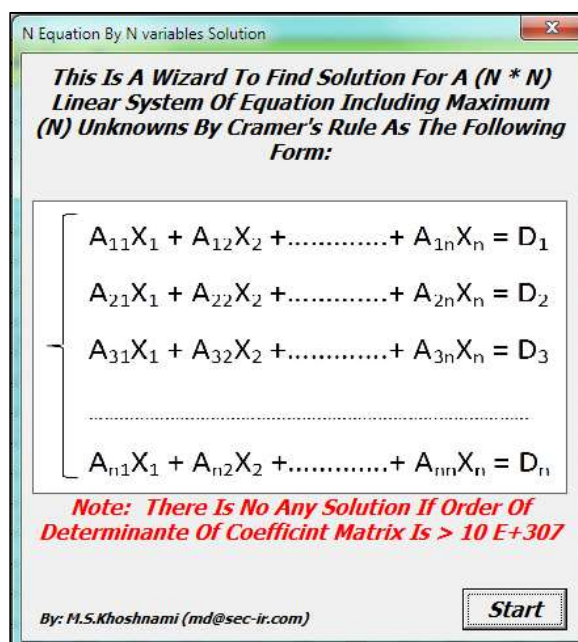 N Equation By N variables Solution
This Is A Wizard To Find Solution For A (N * N)
Linear System Of Equation Including Maximum
(N) Unknowns By Cramer's Rule As The Following
Form:
A₁₁X₁ + A₁₂X₂ +.............+ A₁ₙXₙ = D₁
A₂₁X₁ + A₂₂X₂ +.............+ A₂ₙXₙ = D₂
A₃₁X₁ + A₃₂X₂ +.............+ A₃ₙXₙ = D₃
................................................................................
Aₙ₁X₁ + Aₙ₂X₂ +.............+ AₙₙXₙ = Dₙ
Note:  There Is No Any Solution If Order Of
Determinante Of Coefficint Matrix Is > 10 E+307
By: M.S.Khoshnami (md@sec-ir.com)
Start